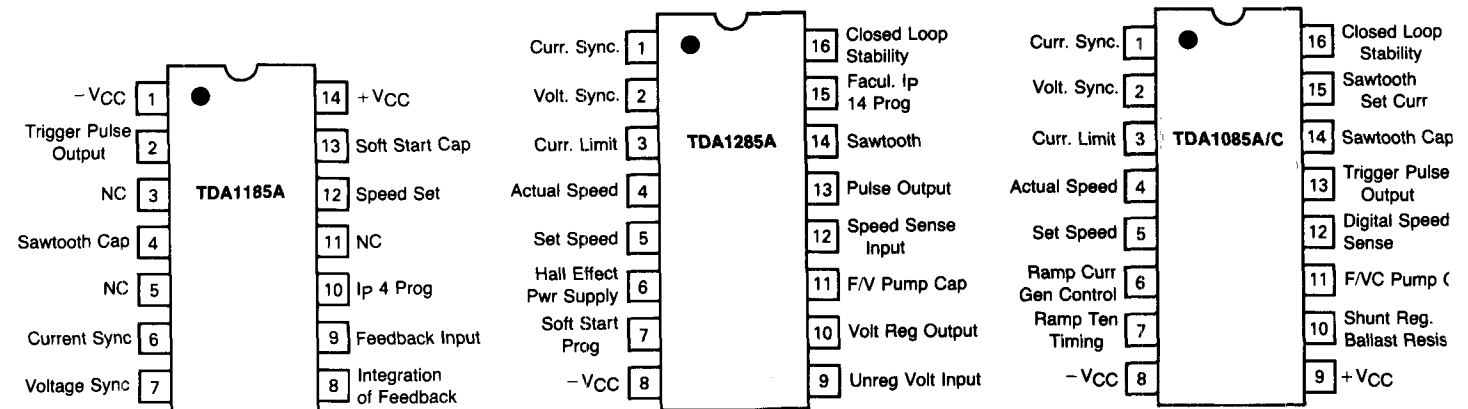 TDA1185A
− VCC 1
Trigger Pulse
Output 2
NC 3
Sawtooth Cap 4
NC 5
Current Sync 6
Voltage Sync 7
14 + VCC
13 Soft Start Cap
12 Speed Set
11 NC
10 IP 4 Prog
9 Feedback Input
8 Integration
of Feedback
TDA1285A
Curr. Sync. 1
Volt. Sync. 2
Curr. Limit 3
Actual Speed 4
Set Speed 5
Hall Effect
Pwr Supply 6
Soft Start
Prog 7
− VCC 8
16 Closed Loop
Stability
15 Facul. IP
14 Prog
14 Sawtooth
13 Pulse Output
12 Speed Sense
Input
11 F/V Pump Cap
10 Volt Reg Output
9 Unreg Volt Input
TDA1085A/C
Curr. Sync. 1
Volt. Sync. 2
Curr. Limit 3
Actual Speed 4
Set Speed 5
Ramp Curr
Gen Control 6
Ramp Ten
Timing 7
− VCC 8
16 Closed Loop
Stability
15 Sawtooth
Set Curr
14 Sawtooth Cap
13 Trigger Pulse
Output
12 Digital Speed
Sense
11 F/VC Pump
10 Shunt Reg.
Ballast Resis
9 + VCC